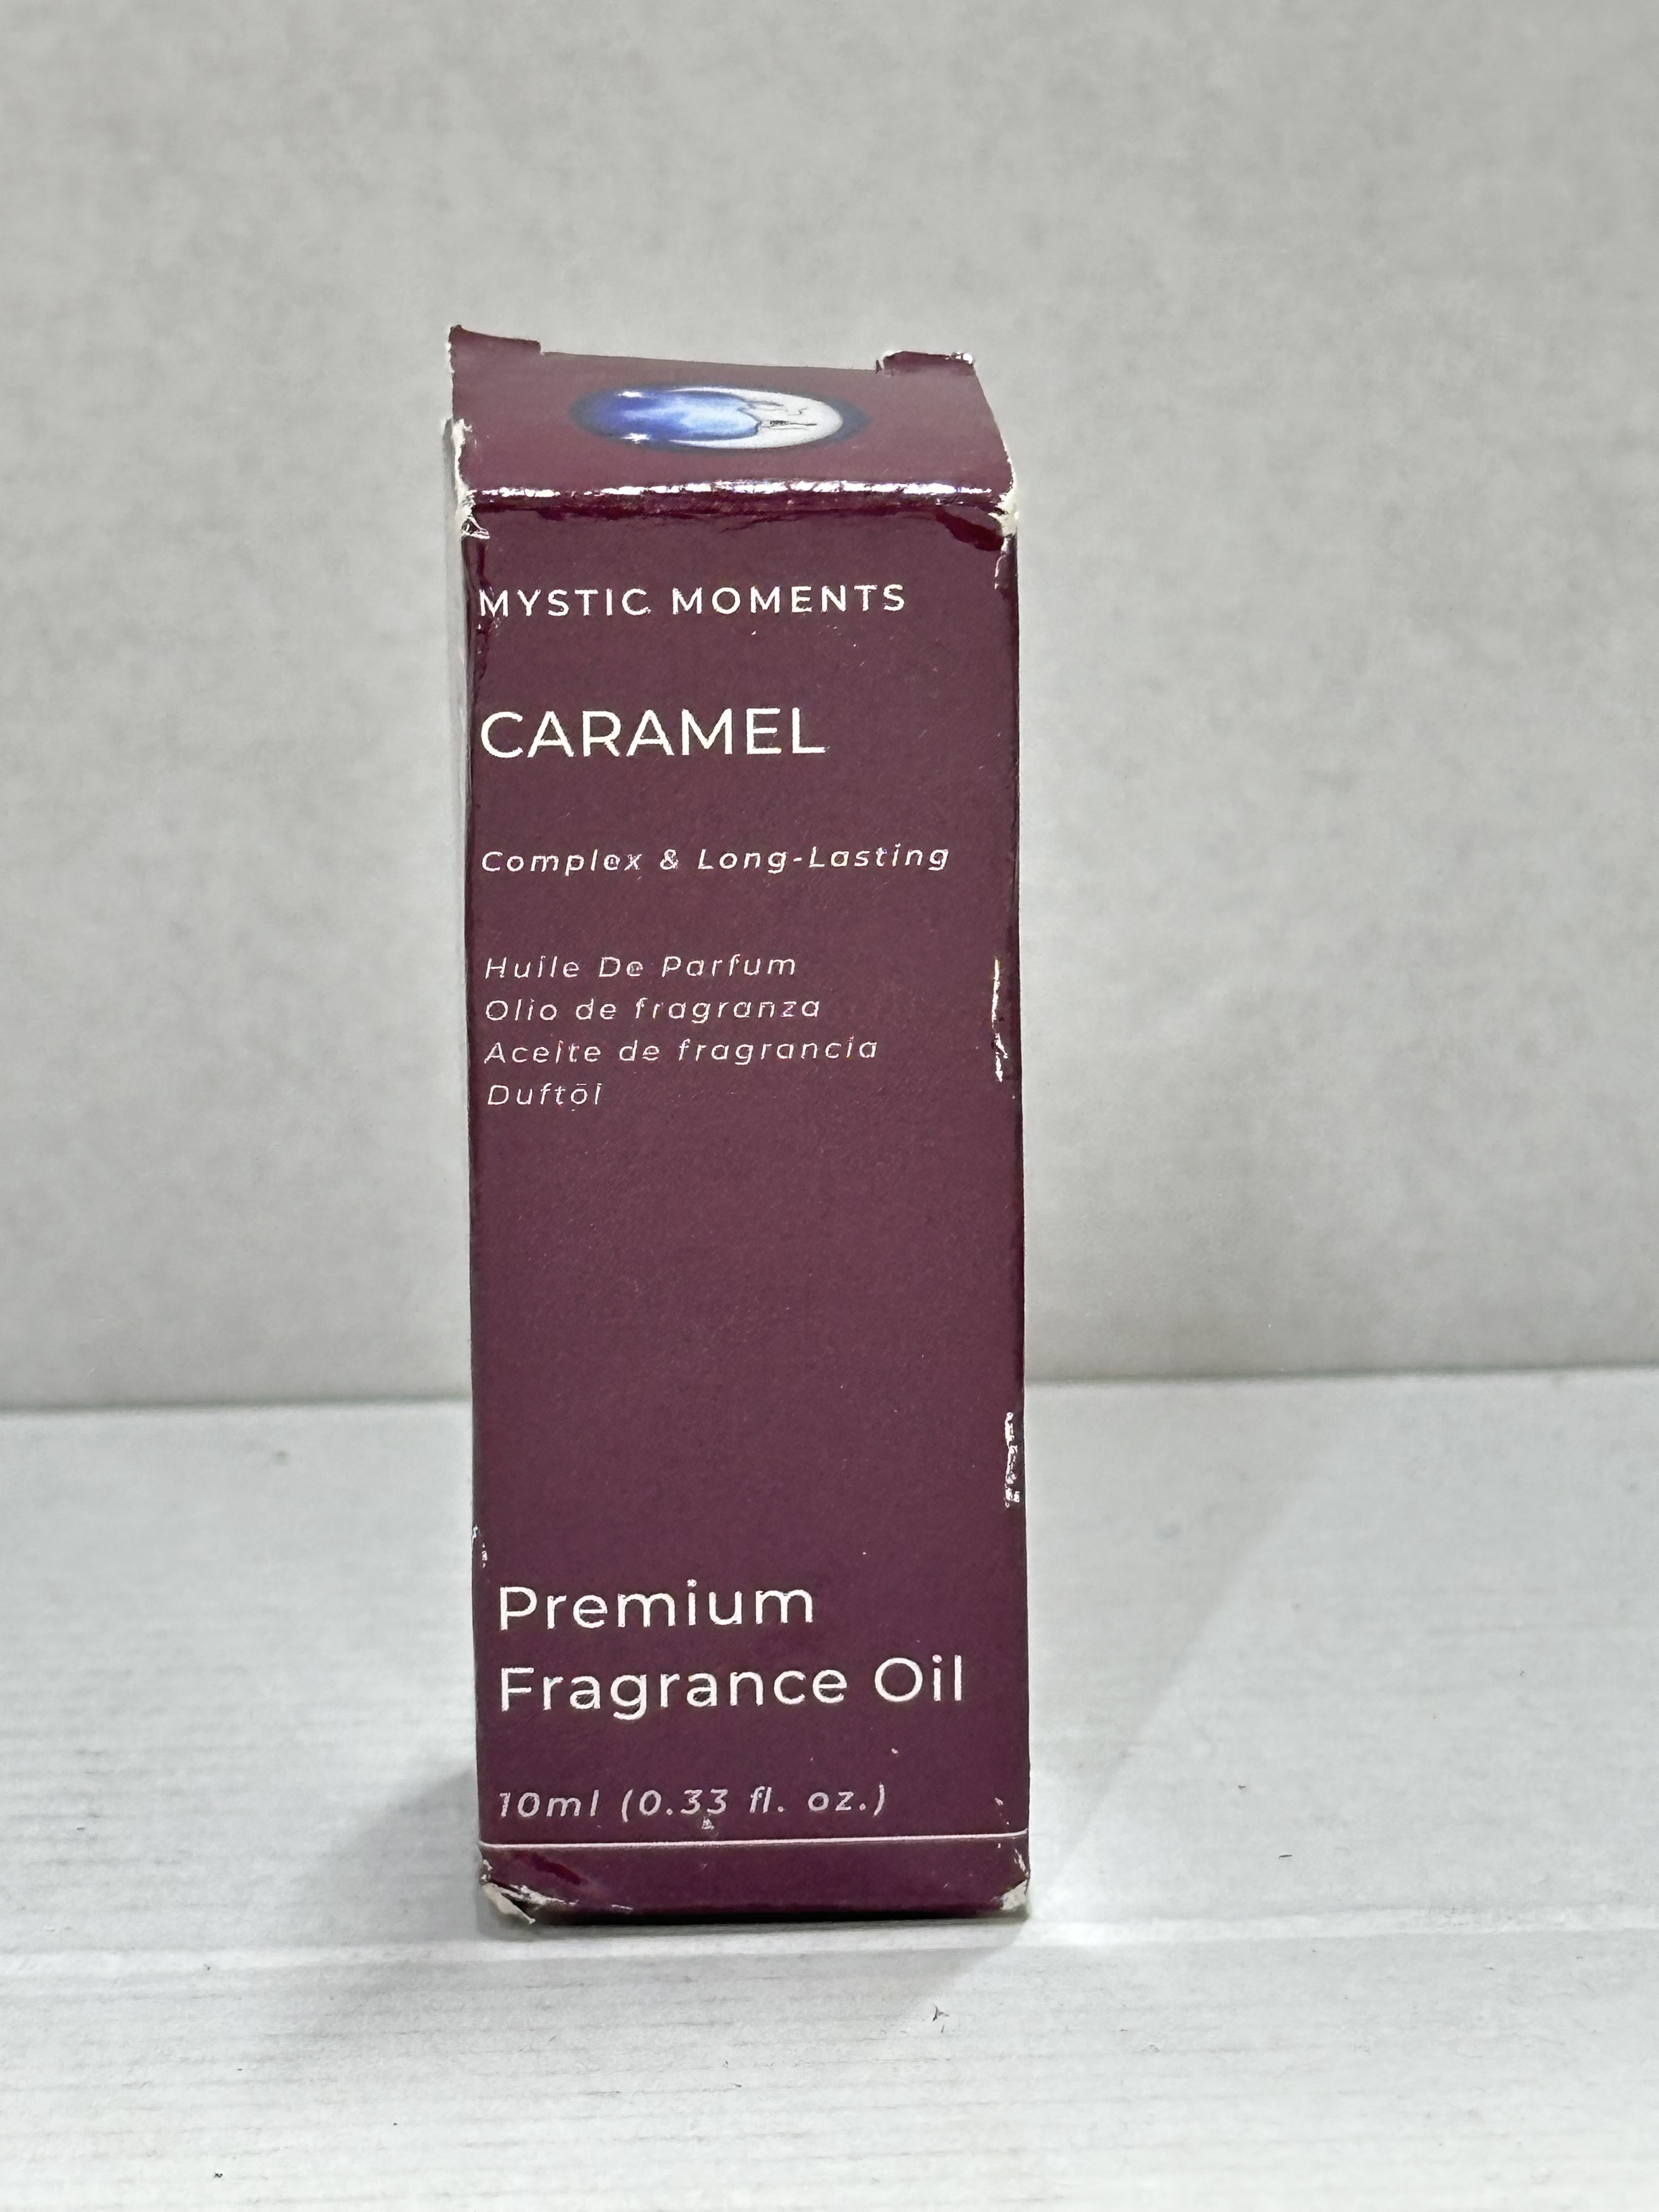 MYSTIC MOMENTS
CARAMEL
Complex & Long-Lasting
Huile De Parfum
Olio de fragranza
Aceite de fragrancia
Duftöl
Premium
Fragrance Oil
10ml (0.33 fl. oz.)